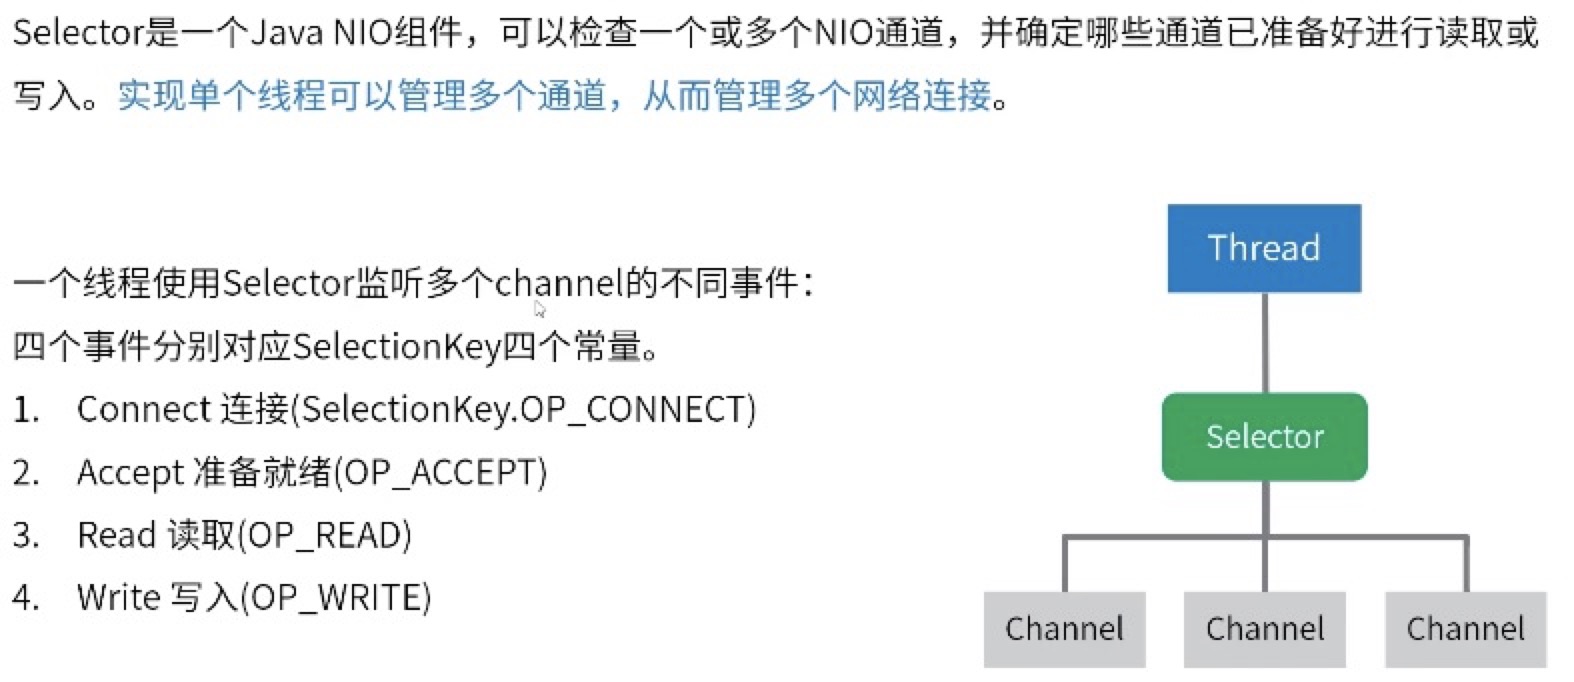 Selector是一个Java NIO组件，可以检查一个或多个NIO通道，并确定哪些通道已准备好进行读取或
写入。实现单个线程可以管理多个通道，从而管理多个网络连接。
一个线程使用Selector监听多个channel的不同事件：
四个事件分别对应SelectionKey四个常量。
1. Connect 连接(SelectionKey.OP_CONNECT)
2. Accept 准备就绪(OP_ACCEPT)
3. Read 读取(OP_READ)
4. Write 写入(OP_WRITE)
Thread
Selector
Channel Channel Channel